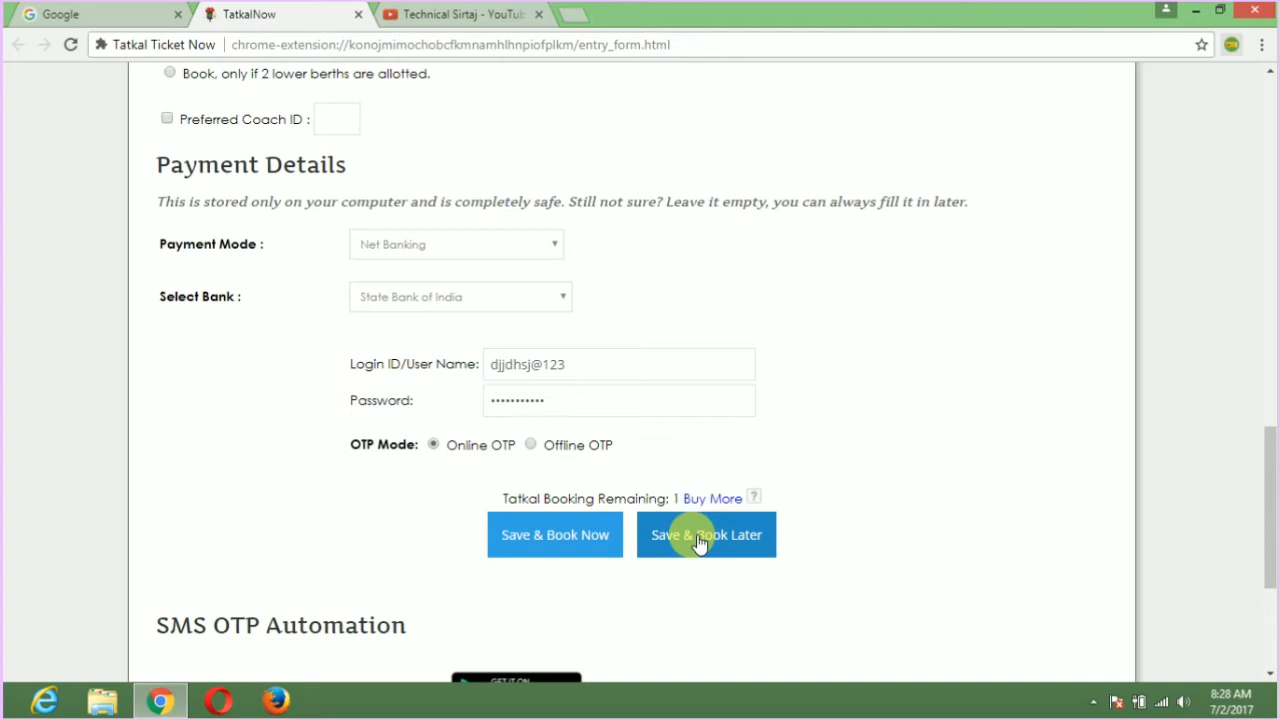 Google
TatkalNow
Technical Sirtaj - YouTub
Tatkal Ticket Now
chrome-extension://konojmimochobcfkmnamhlhnpiofplkm/entry_form.html
Book, only if 2 lower berths are allotted.
Preferred Coach ID :
Payment Details
This is stored only on your computer and is completely safe. Still not sure? Leave it empty, you can always fill it in later.
Payment Mode : Net Banking
Select Bank : State Bank of India
Login ID/User Name: djjdhsj@123
Password: •••••••••••
OTP Mode: Online OTP Offline OTP
Tatkal Booking Remaining: 1 Buy More ?
Save & Book Now Save & Book Later
SMS OTP Automation
GET IT ON
8:28 AM
7/2/2017